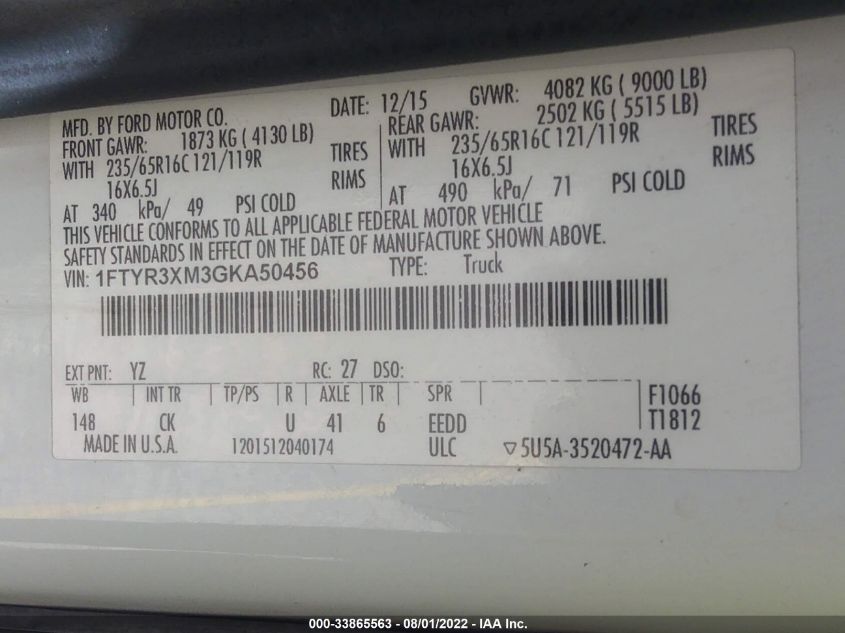 MFD. BY FORD MOTOR CO. DATE: 12/15 GVWR: 4082 KG ( 9000 LB)
FRONT GAWR: 1873 KG ( 4130 LB) REAR GAWR: 2502 KG ( 5515 LB)
WITH 235/65R16C 121/119R TIRES WITH 235/65R16C 121/119R TIRES
16X6.5J RIMS 16X6.5J RIMS
AT 340 kPa/ 49 PSI COLD AT 490 kPa/ 71 PSI COLD
THIS VEHICLE CONFORMS TO ALL APPLICABLE FEDERAL MOTOR VEHICLE
SAFETY STANDARDS IN EFFECT ON THE DATE OF MANUFACTURE SHOWN ABOVE.
VIN: 1FTYR3XM3GKA50456 TYPE: Truck
EXT PNT: YZ RC: 27 DSO:
WB INT TR TP/PS R AXLE TR SPR F1066
148 CK U 41 6 EEDD T1812
MADE IN U.S.A. 1201512040174 ULC ▽5U5A-3520472-AA
000-33865563 - 08/01/2022 - IAA Inc.